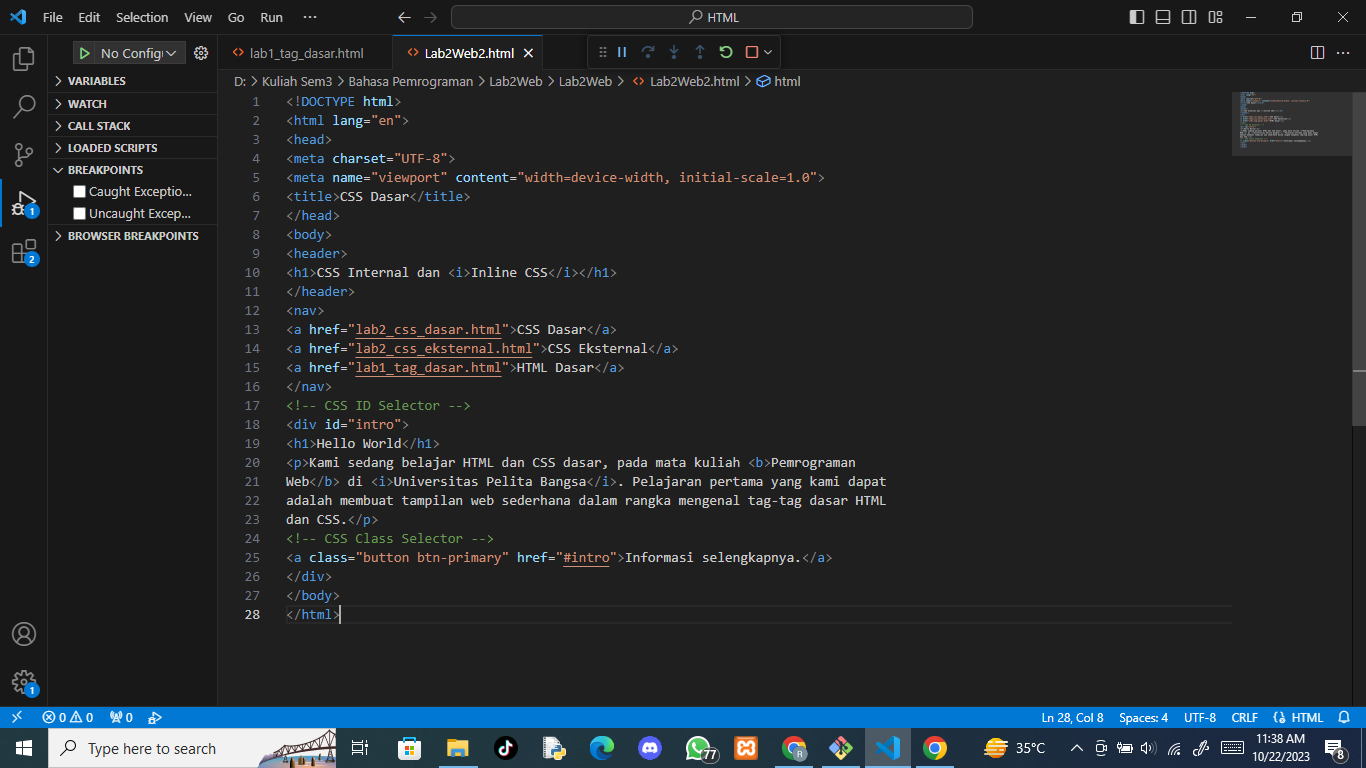 File Edit Selection View Go Run ··· HTML
No Config lab1_tag_dasar.html Lab2Web2.html
VARIABLES
WATCH
CALL STACK
LOADED SCRIPTS
BREAKPOINTS
Caught Exceptio...
Uncaught Excep...
BROWSER BREAKPOINTS
D: > Kuliah Sem3 > Bahasa Pemrograman > Lab2Web > Lab2Web > Lab2Web2.html > html
1 <!DOCTYPE html>
2 <html lang="en">
3 <head>
4 <meta charset="UTF-8">
5 <meta name="viewport" content="width=device-width, initial-scale=1.0">
6 <title>CSS Dasar</title>
7 </head>
8 <body>
9 <header>
10 <h1>CSS Internal dan <i>Inline CSS</i></h1>
11 </header>
12 <nav>
13 <a href="lab2_css_dasar.html">CSS Dasar</a>
14 <a href="lab2_css_eksternal.html">CSS Eksternal</a>
15 <a href="lab1_tag_dasar.html">HTML Dasar</a>
16 </nav>
17 <!-- CSS ID Selector -->
18 <div id="intro">
19 <h1>Hello World</h1>
20 <p>Kami sedang belajar HTML dan CSS dasar, pada mata kuliah <b>Pemrograman
21 Web</b> di <i>Universitas Pelita Bangsa</i>. Pelajaran pertama yang kami dapat
22 adalah membuat tampilan web sederhana dalam rangka mengenal tag-tag dasar HTML
23 dan CSS.</p>
24 <!-- CSS Class Selector -->
25 <a class="button btn-primary" href="#intro">Informasi selengkapnya.</a>
26 </div>
27 </body>
28 </html>
1
2
1
0 0 0 Ln 28, Col 8 Spaces: 4 UTF-8 CRLF HTML
Type here to search 77 R 35°C 11:38 AM
10/22/2023 8